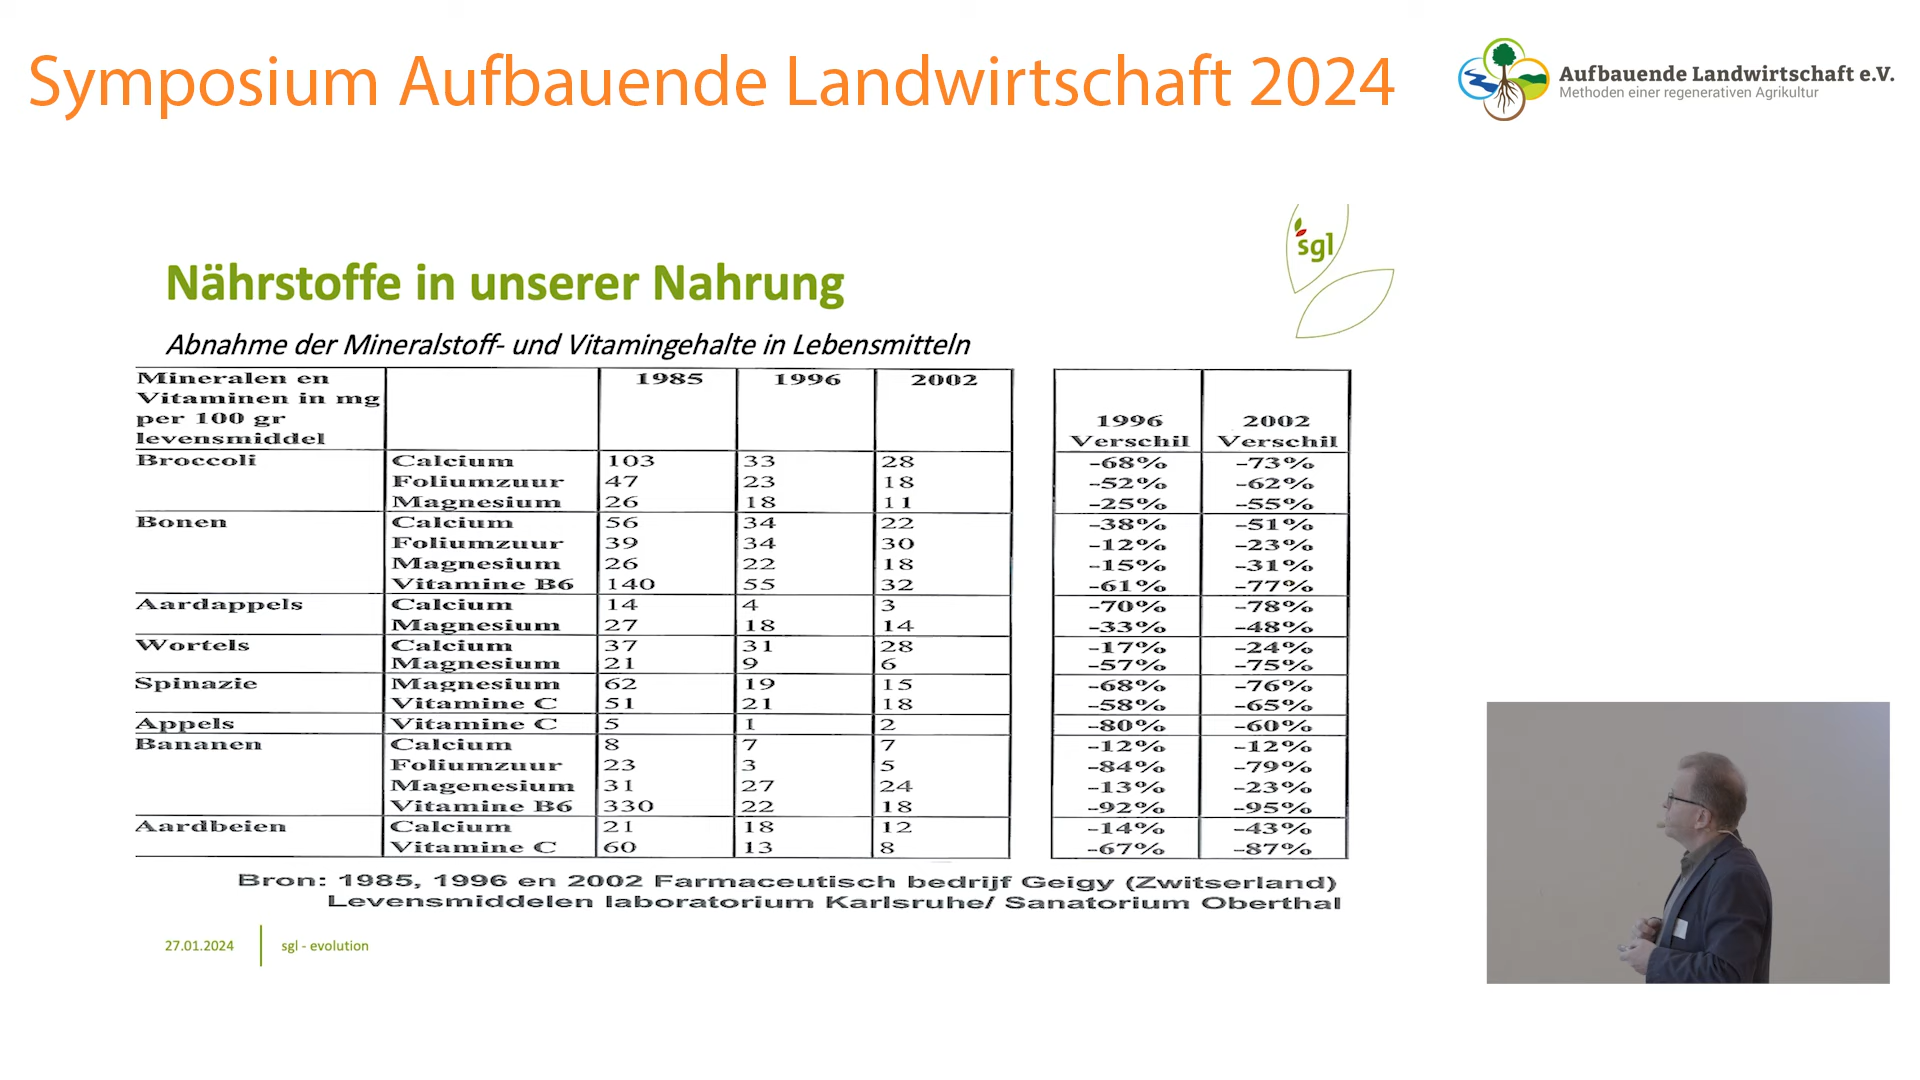 Symposium Aufbauende Landwirtschaft 2024
Aufbauende Landwirtschaft e.V.
Methoden einer regenerativen Agrikultur
sgl
Nährstoffe in unserer Nahrung
Abnahme der Mineralstoff- und Vitamingehalte in Lebensmitteln
Mineralen en Vitaminen in mg per 100 gr levensmiddel 1985 1996 2002 1996 Verschil 2002 Verschil
Broccoli Calcium 103 33 28 -68% -73%
Foliumzuur 47 23 18 -52% -62%
Magnesium 26 18 11 -25% -55%
Bonen Calcium 56 34 22 -38% -51%
Foliumzuur 39 34 30 -12% -23%
Magnesium 26 22 18 -15% -31%
Vitamine B6 140 55 32 -61% -77%
Aardappels Calcium 14 4 3 -70% -78%
Magnesium 27 18 14 -33% -48%
Wortels Calcium 37 31 28 -17% -24%
Magnesium 21 9 6 -57% -75%
Spinazie Magnesium 62 19 15 -68% -76%
Vitamine C 51 21 18 -58% -65%
Appels Vitamine C 5 1 2 -80% -60%
Bananen Calcium 8 7 7 -12% -12%
Foliumzuur 23 3 5 -84% -79%
Magenesium 31 27 24 -13% -23%
Vitamine B6 330 22 18 -92% -95%
Aardbeien Calcium 21 18 12 -14% -43%
Vitamine C 60 13 8 -67% -87%
Bron: 1985, 1996 en 2002 Farmaceutisch bedrijf Geigy (Zwitserland)
Levensmiddelen laboratorium Karlsruhe/ Sanatorium Oberthal
27.01.2024 sgl - evolution